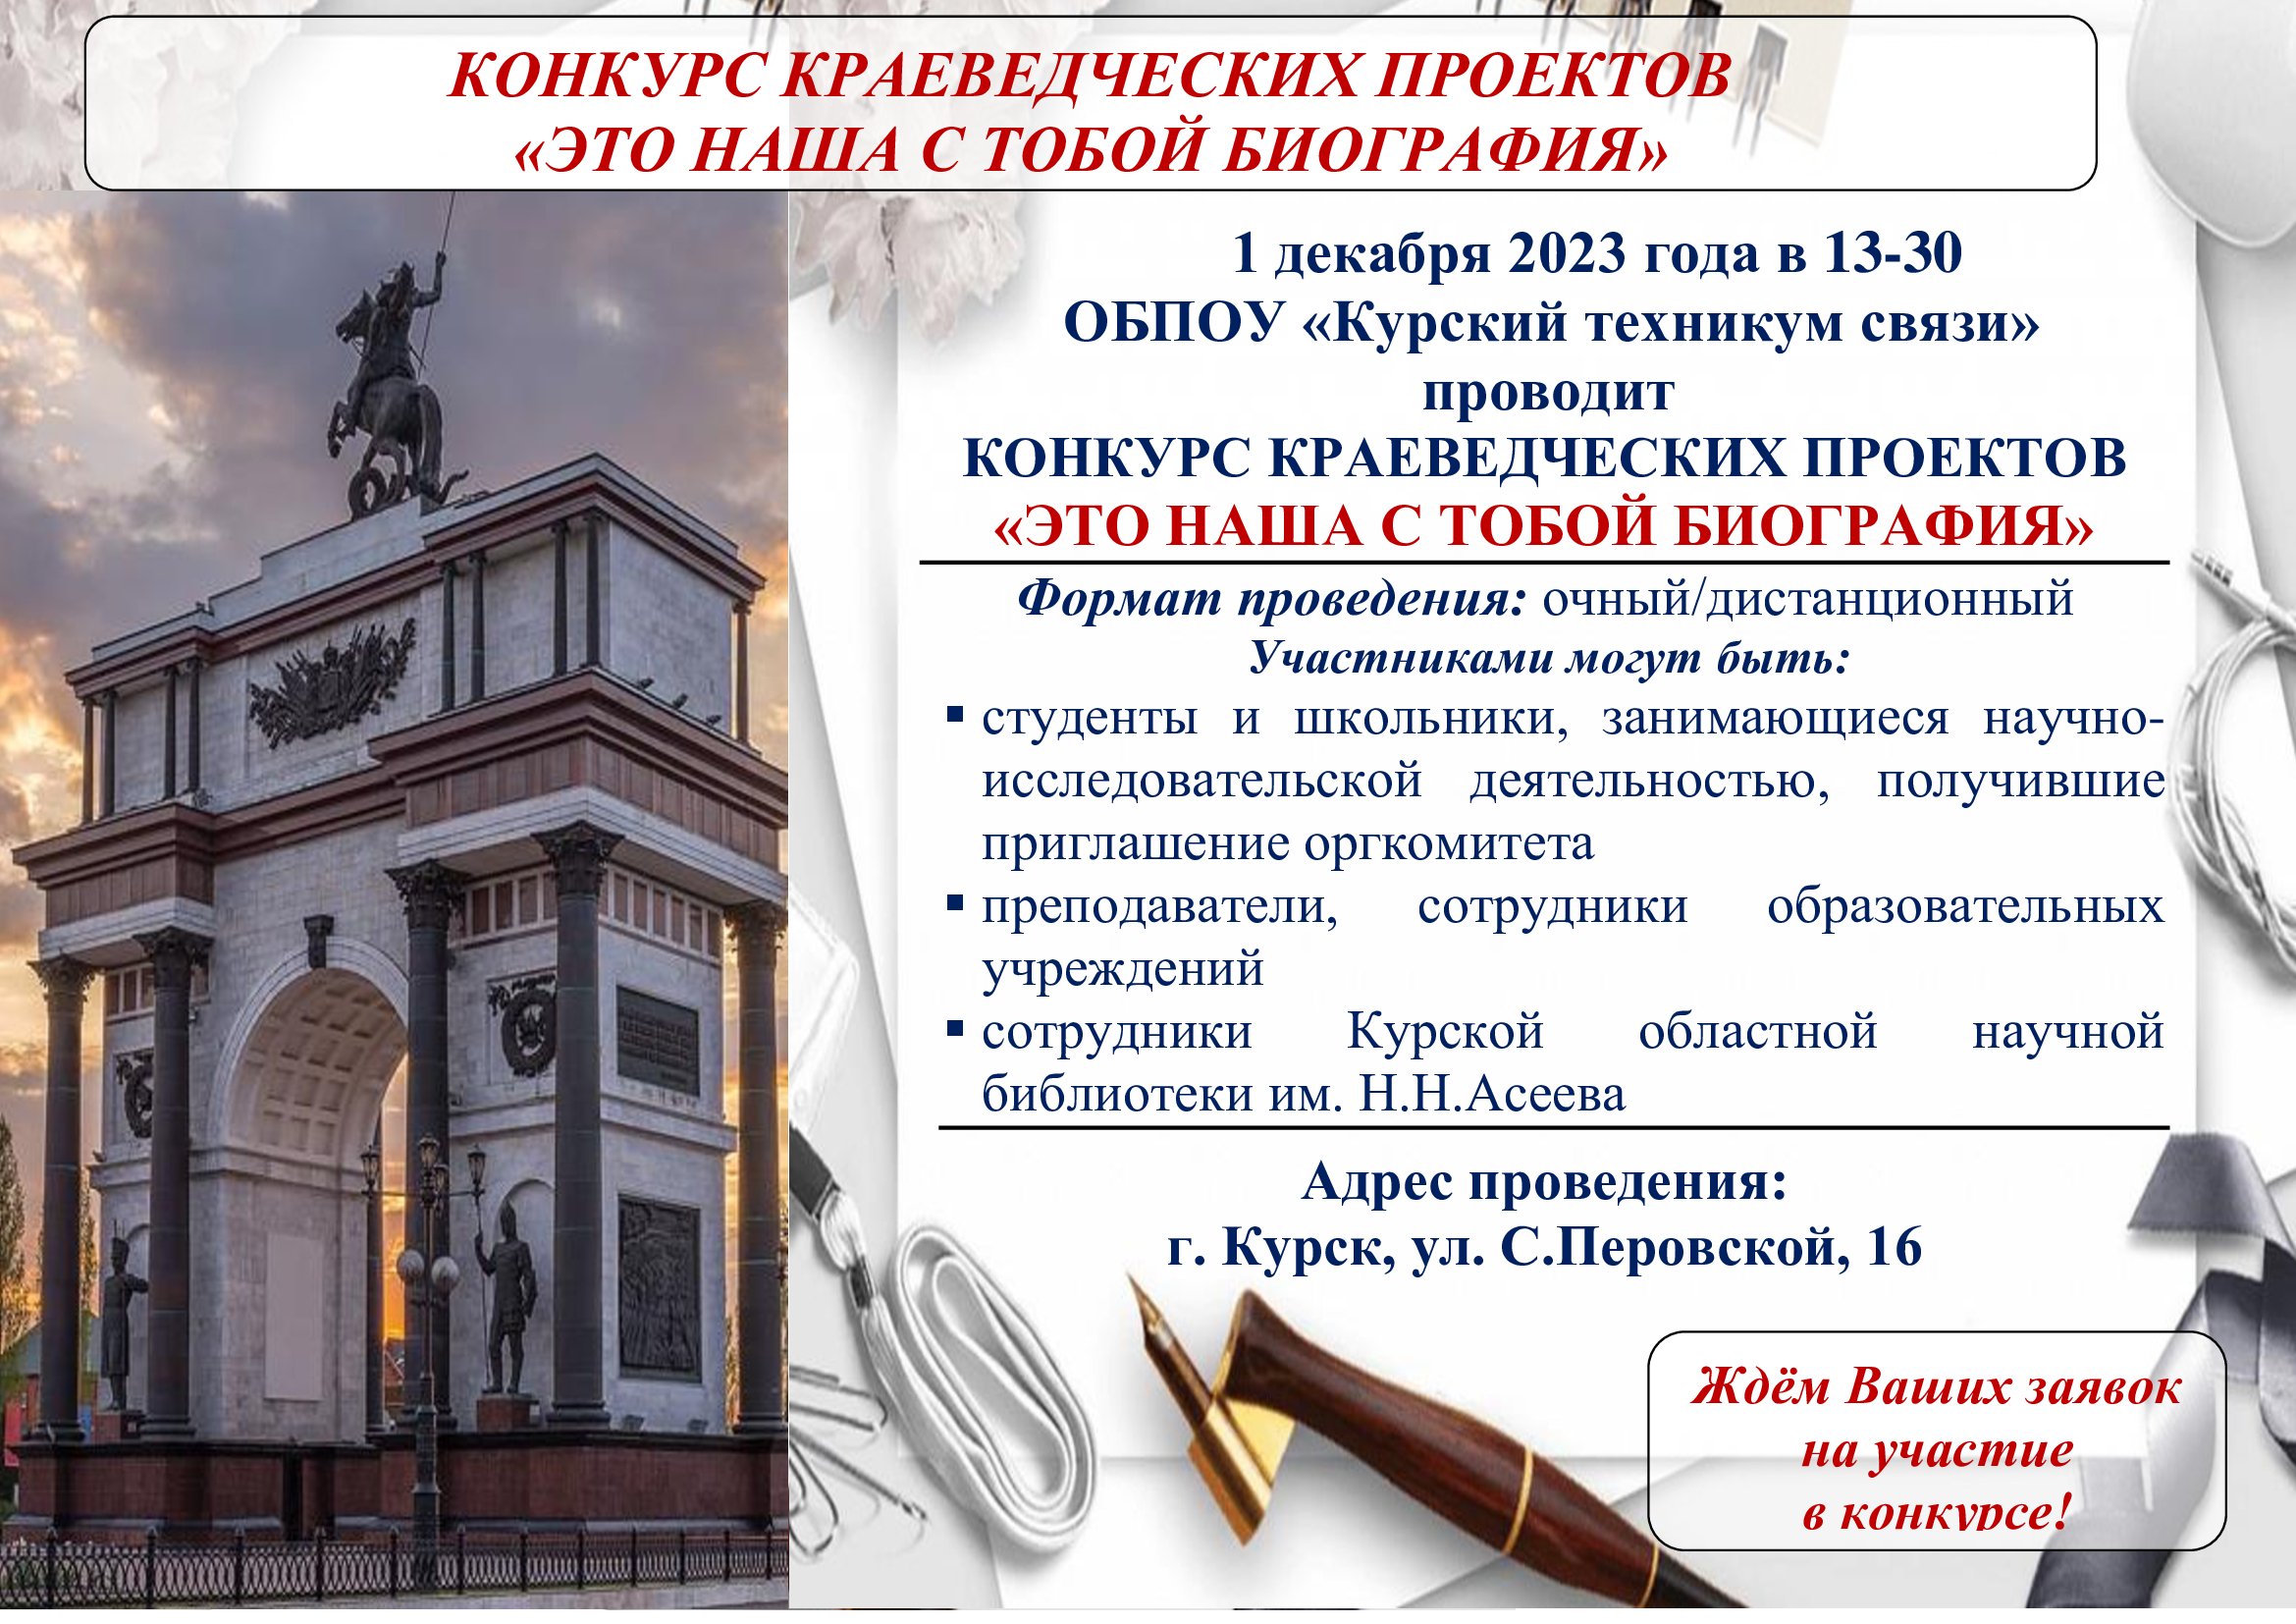 КОНКУРС КРАЕВЕДЧЕСКИХ ПРОЕКТОВ
«ЭТО НАША С ТОБОЙ БИОГРАФИЯ»
1 декабря 2023 года в 13-30
ОБПОУ «Курский техникум связи»
проводит
КОНКУРС КРАЕВЕДЧЕСКИХ ПРОЕКТОВ
«ЭТО НАША С ТОБОЙ БИОГРАФИЯ»
Формат проведения: очный/дистанционный
Участниками могут быть:
▪ студенты и школьники, занимающиеся научно-
исследовательской деятельностью, получившие
приглашение оргкомитета
▪ преподаватели, сотрудники образовательных
учреждений
▪ сотрудники Курской областной научной
библиотеки им. Н.Н.Асеева
Адрес проведения:
г. Курск, ул. С.Перовской, 16
Ждём Ваших заявок
на участие
в конкурсе!